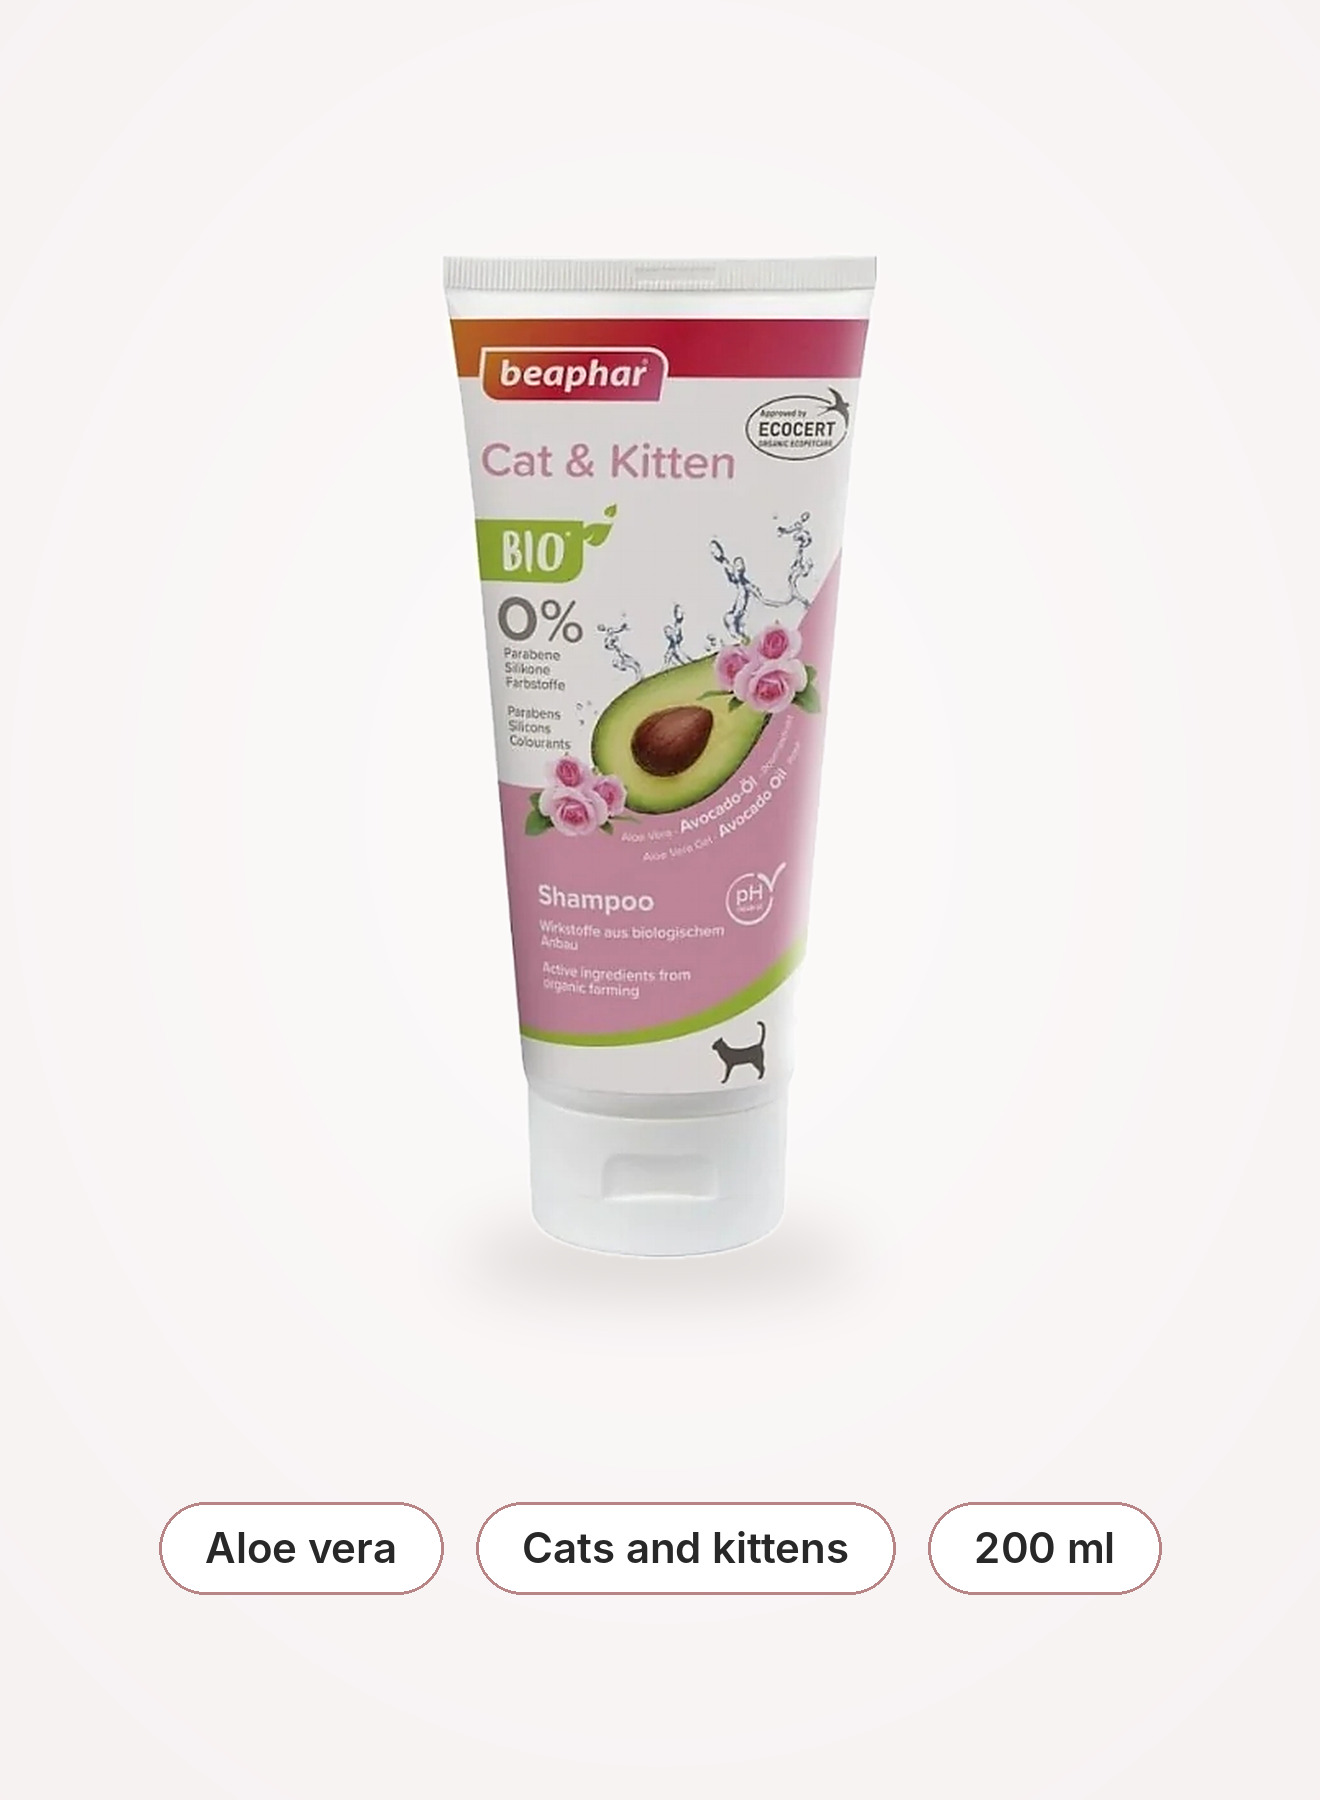 beaphar
Approved by
ECOCERT
ORGANIC ECOPETCARE
Cat & Kitten
BIO
0%
Parabene
Silikone
Farbstoffe
Parabens
Silicons
Colourants
Aloe Vera · Avocado-Öl
Aloe Vera Gel · Avocado Oil
Shampoo
pH
Wirkstoffe aus biologischem
Anbau
Active ingredients from
organic farming
Aloe vera
Cats and kittens
200 ml